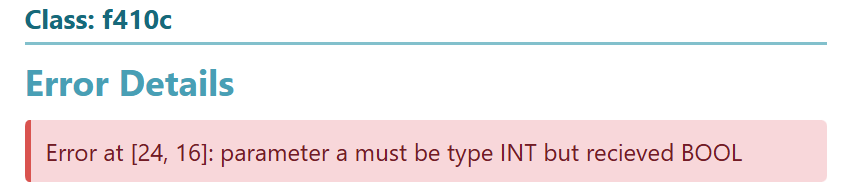 Class: f410c
Error Details
Error at [24, 16]: parameter a must be type INT but recieved BOOL